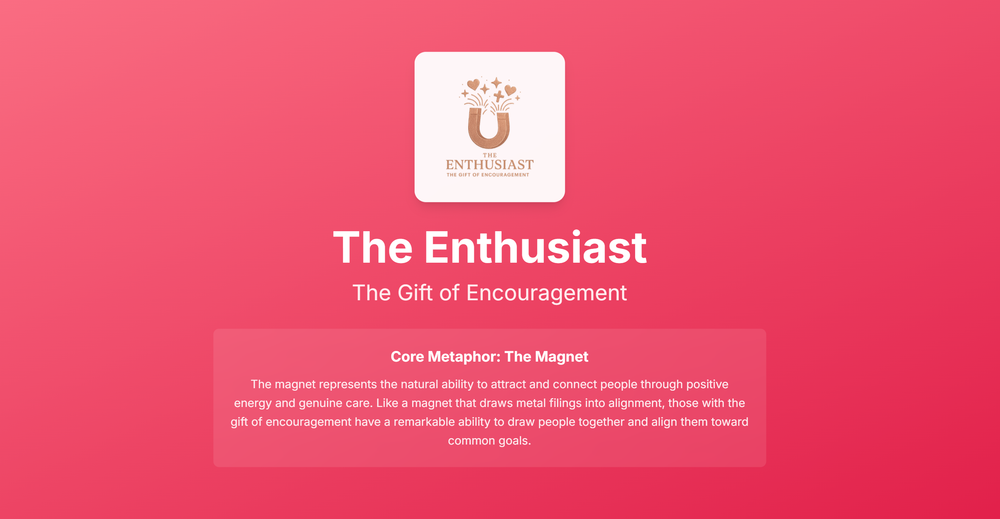 THE
ENTHUSIAST
THE GIFT OF ENCOURAGEMENT
The Enthusiast
The Gift of Encouragement
Core Metaphor: The Magnet
The magnet represents the natural ability to attract and connect people through positive
energy and genuine care. Like a magnet that draws metal filings into alignment, those with the
gift of encouragement have a remarkable ability to draw people together and align them toward
common goals.